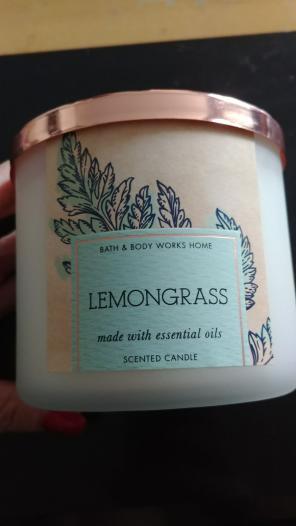 BATH & BODY WORKS HOME
LEMONGRASS
made with essential oils
SCENTED CANDLE